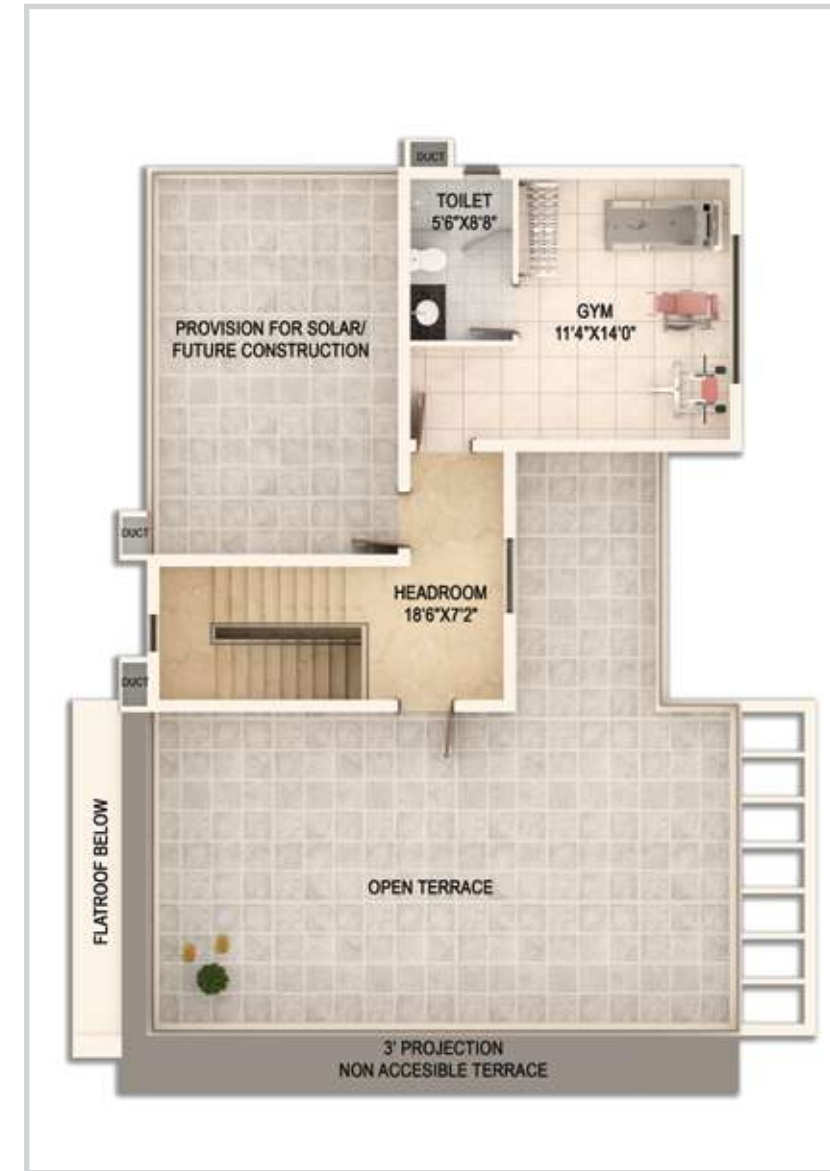 DUCT
TOILET
5'6"X8'8"
GYM
11'4"X14'0"
PROVISION FOR SOLAR/
FUTURE CONSTRUCTION
DUCT
HEADROOM
18'6"X7'2"
DUCT
FLATROOF BELOW
OPEN TERRACE
3' PROJECTION
NON ACCESIBLE TERRACE